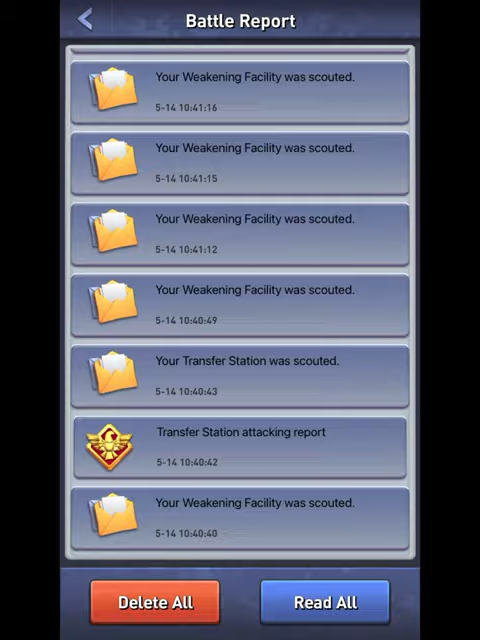 Battle Report
Your Weakening Facility was scouted.
5-14 10:41:16
Your Weakening Facility was scouted.
5-14 10:41:15
Your Weakening Facility was scouted.
5-14 10:41:12
Your Weakening Facility was scouted.
5-14 10:40:49
Your Transfer Station was scouted.
5-14 10:40:43
Transfer Station attacking report
5-14 10:40:42
Your Weakening Facility was scouted.
5-14 10:40:40
Delete All
Read All